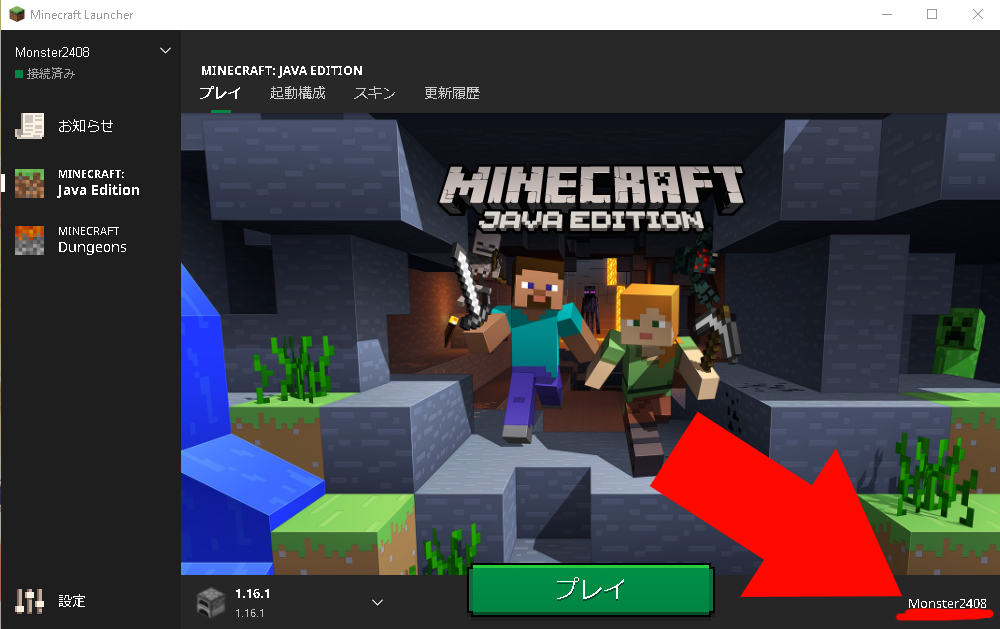 Minecraft Launcher
Monster2408
接続済み
お知らせ
MINECRAFT:
Java Edition
MINECRAFT
Dungeons
設定
MINECRAFT: JAVA EDITION
プレイ 起動構成 スキン 更新履歴
MINECRAFT
JAVA EDITION
1.16.1
1.16.1
プレイ
Monster2408